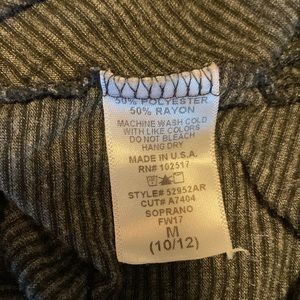 50% POLYESTER
50% RAYON
MACHINE WASH COLD
WITH LIKE COLORS
DO NOT BLEACH
HANG DRY
MADE IN U.S.A.
RN# 102517
STYLE# 52952AR
CUT# A7404
SOPRANO
FW17
M
(10/12)